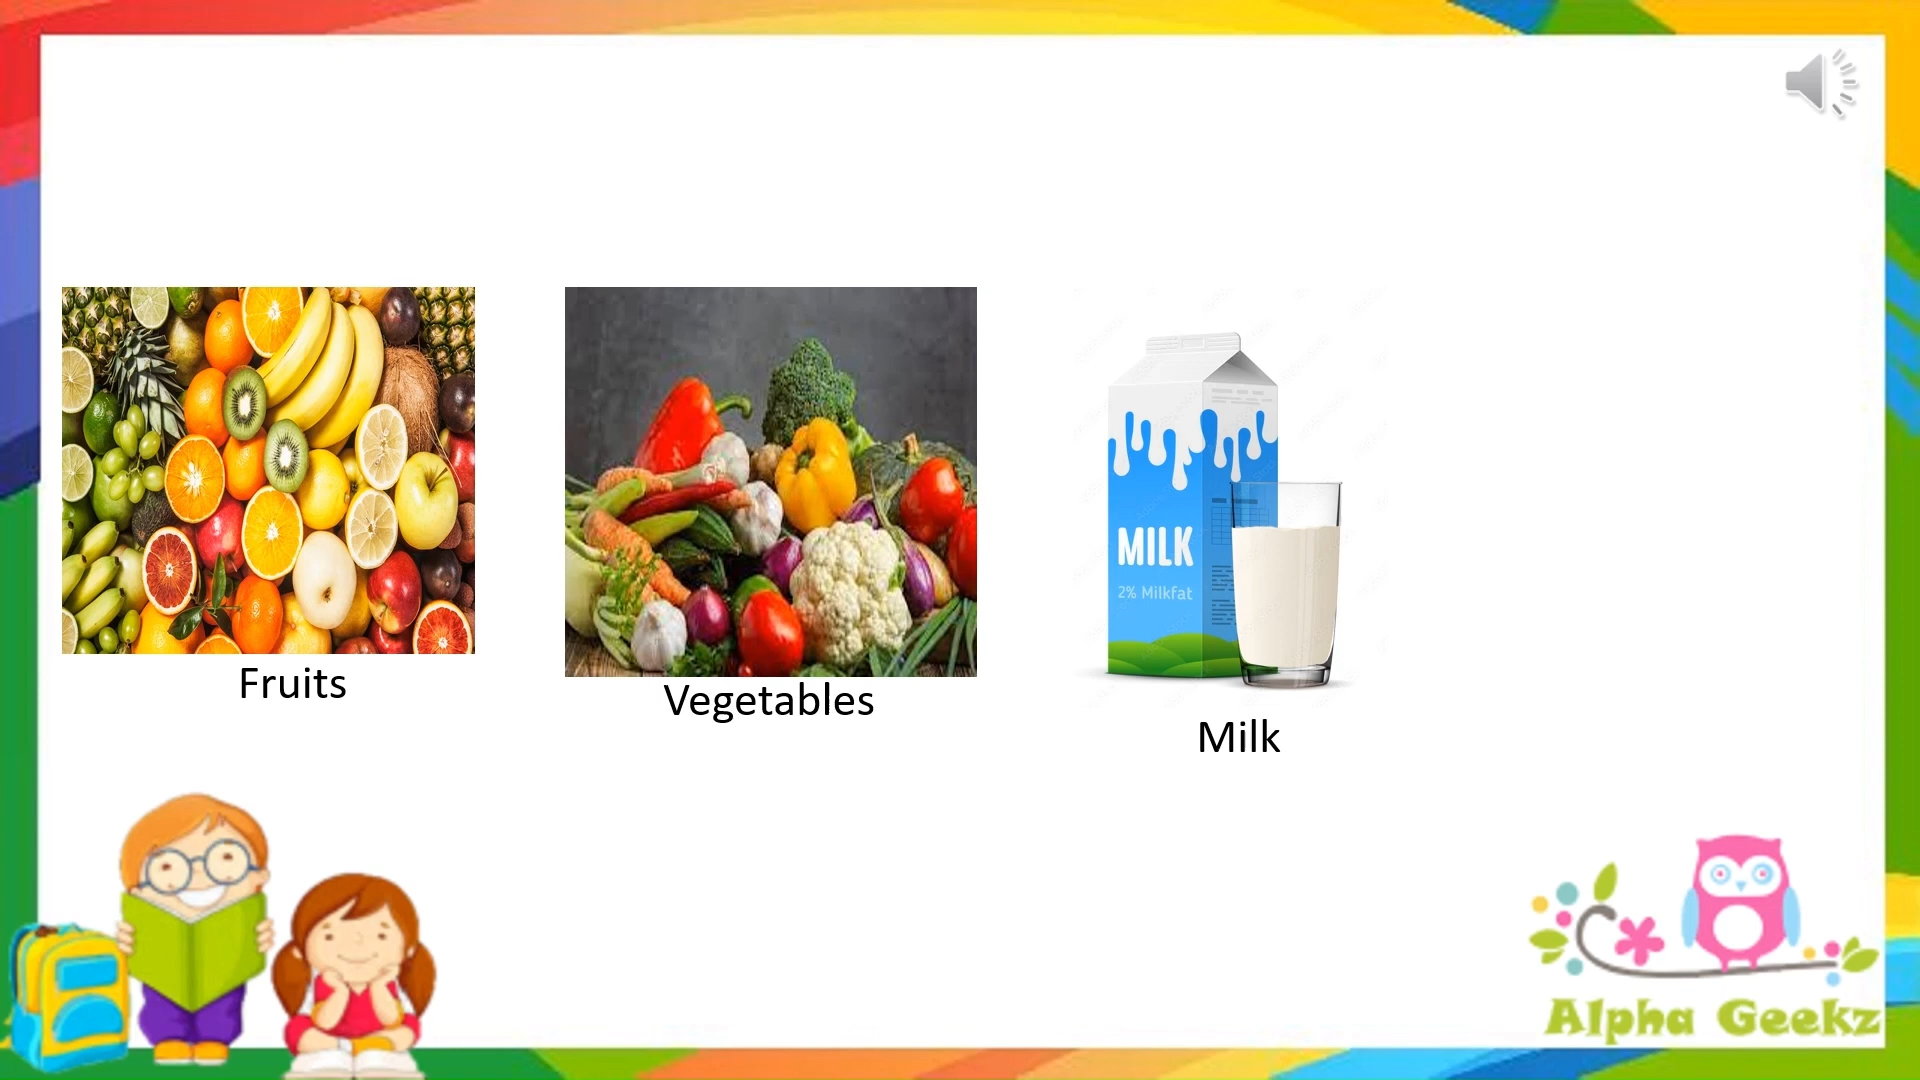 MILK
2% Milkfat
Fruits
Vegetables
Milk
Alpha Geekz